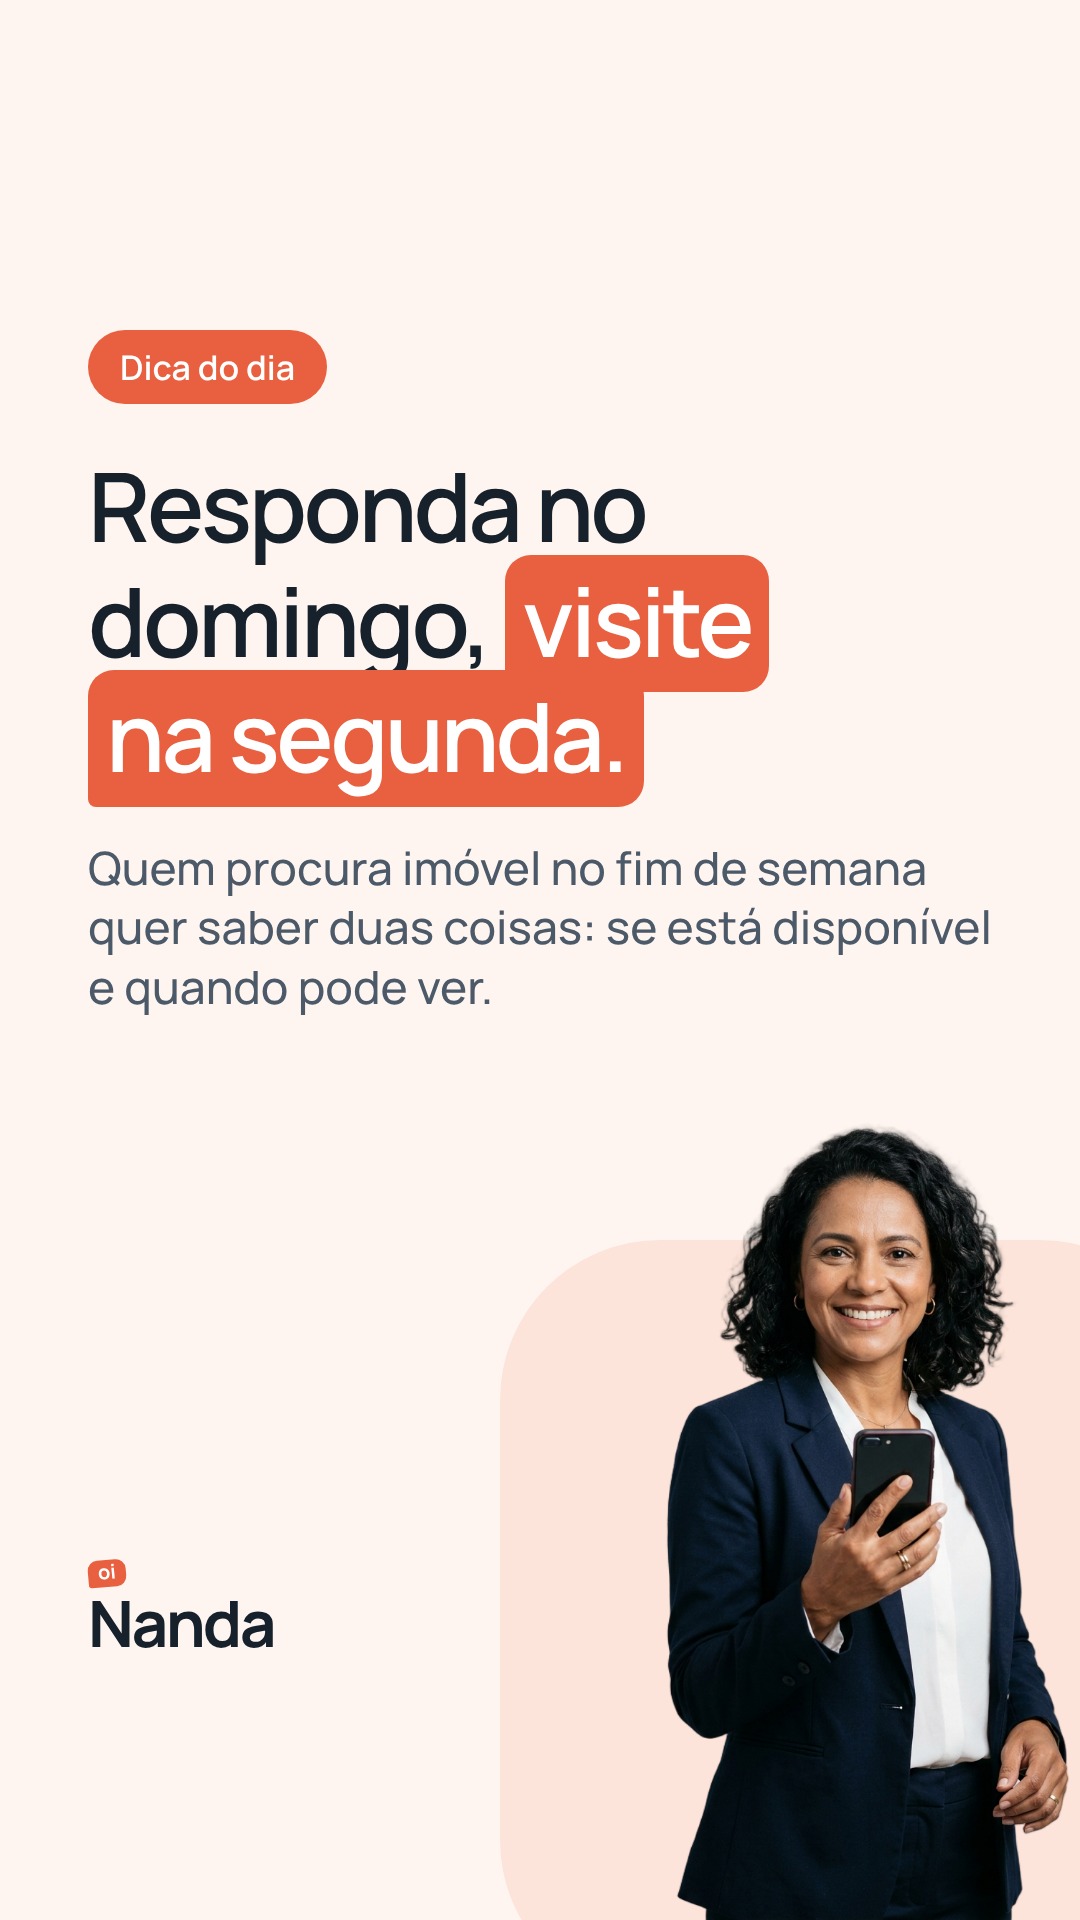 Dica do dia
Responda no
domingo, visite
na segunda.
Quem procura imóvel no fim de semana
quer saber duas coisas: se está disponível
e quando pode ver.
oi
Nanda